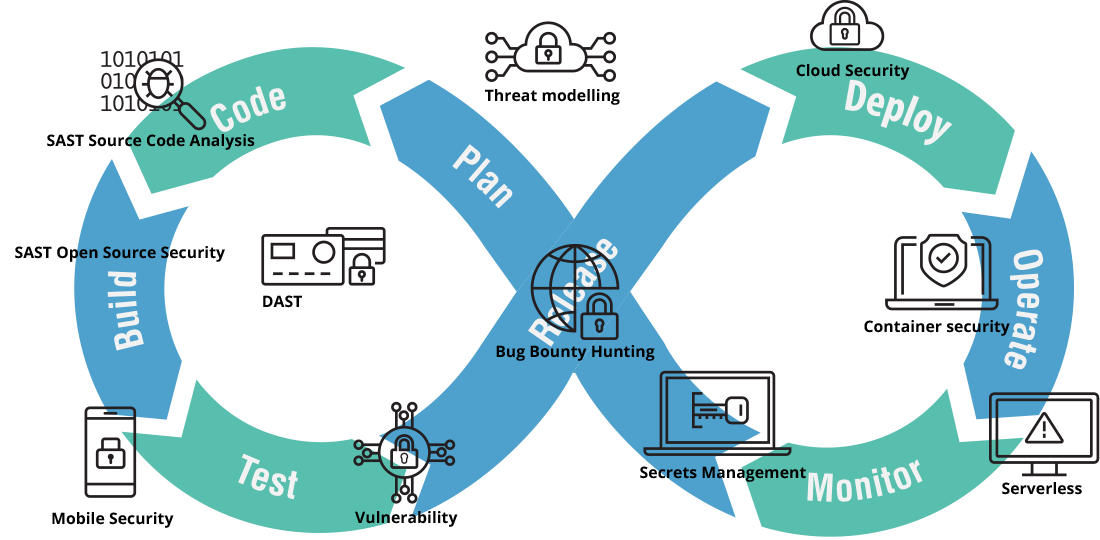 Cloud Security
Threat modelling
1010101
010
1010101
SAST Source Code Analysis
Code
Plan
Deploy
SAST Open Source Security
Build
DAST
Release
Bug Bounty Hunting
Container security
Operate
Test
Mobile Security
Vulnerability
Secrets Management
Monitor
Serverless